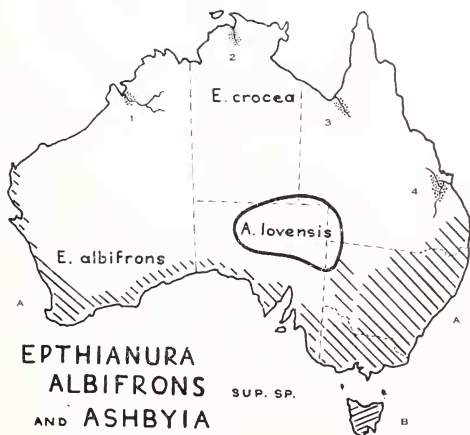 2
E. crocea
1
3
4
A. lovensis
E. albifrons
A
A
EPTHIANURA
ALBIFRONS SUP. SP.
AND ASHBYIA
B